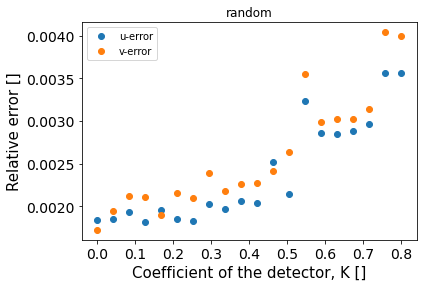 random
u-error
v-error
0.0040
0.0035
0.0030
0.0025
0.0020
Relative error []
0.0 0.1 0.2 0.3 0.4 0.5 0.6 0.7 0.8
Coefficient of the detector, K []